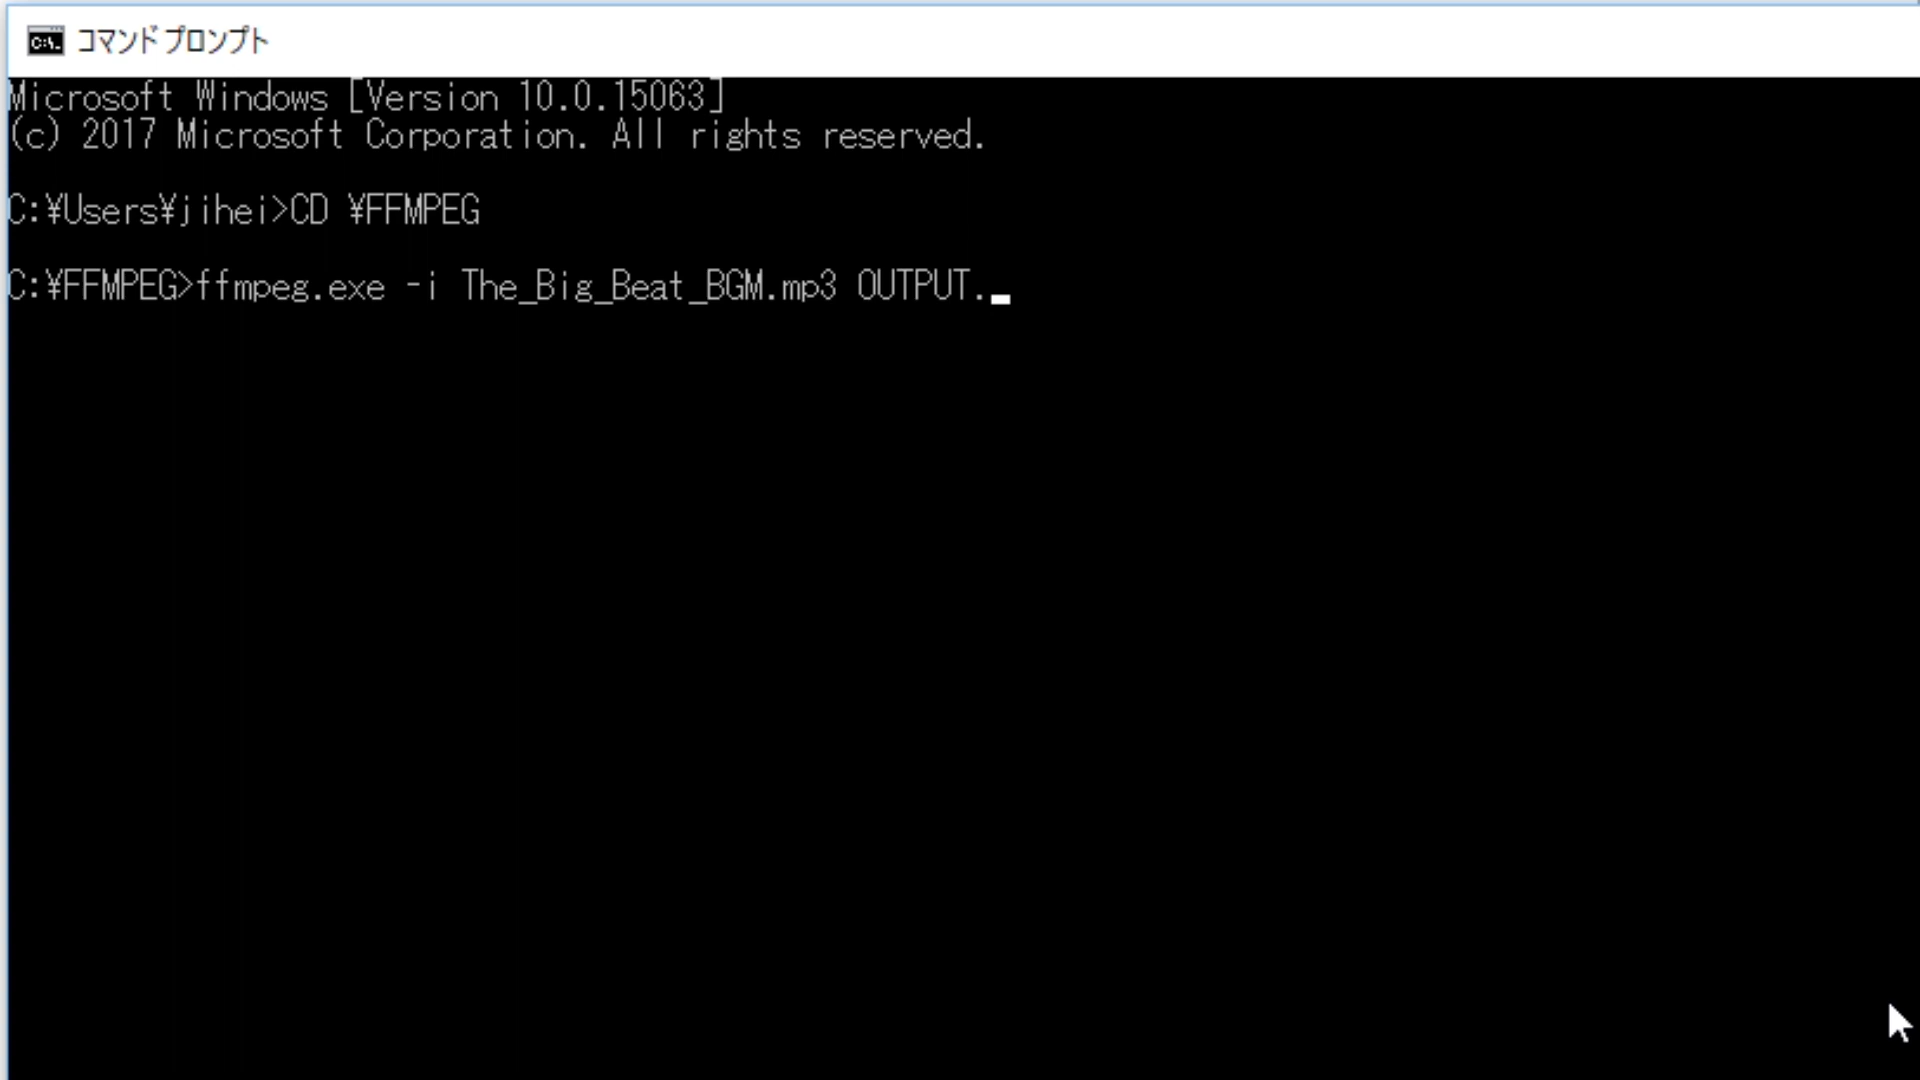 コマンド プロンプト
Microsoft Windows [Version 10.0.15063]
(c) 2017 Microsoft Corporation. All rights reserved.
C:¥Users¥jihei>CD ¥FFMPEG
C:¥FFMPEG>ffmpeg.exe -i The_Big_Beat_BGM.mp3 OUTPUT.